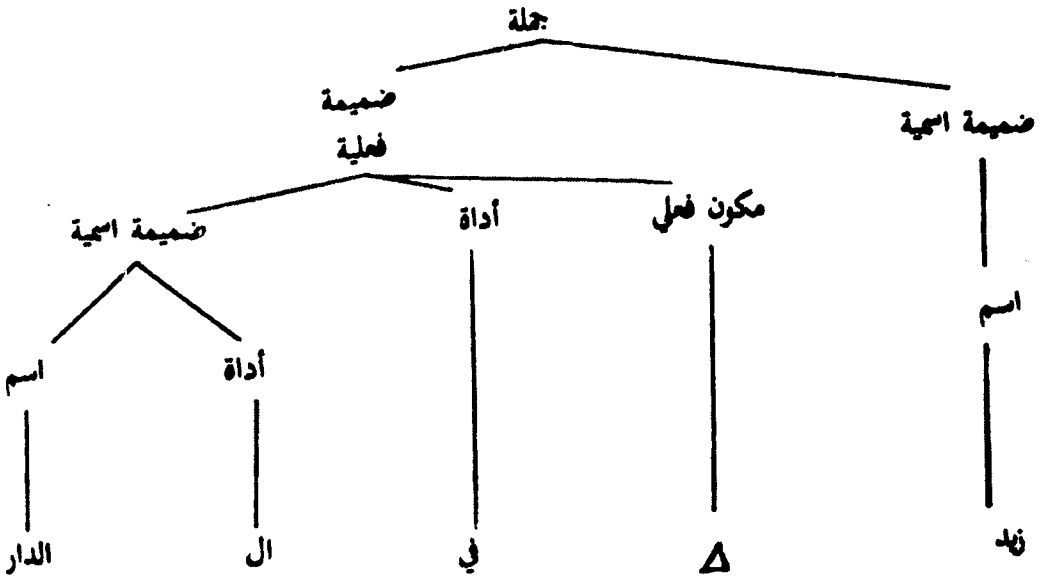 جملة
ضميمة اسمية
ضميمة
فعلية
مكون فعلي
أداة
ضميمة اسمية
اسم
أداة
اسم
زيد
Δ
في
ال
الدار